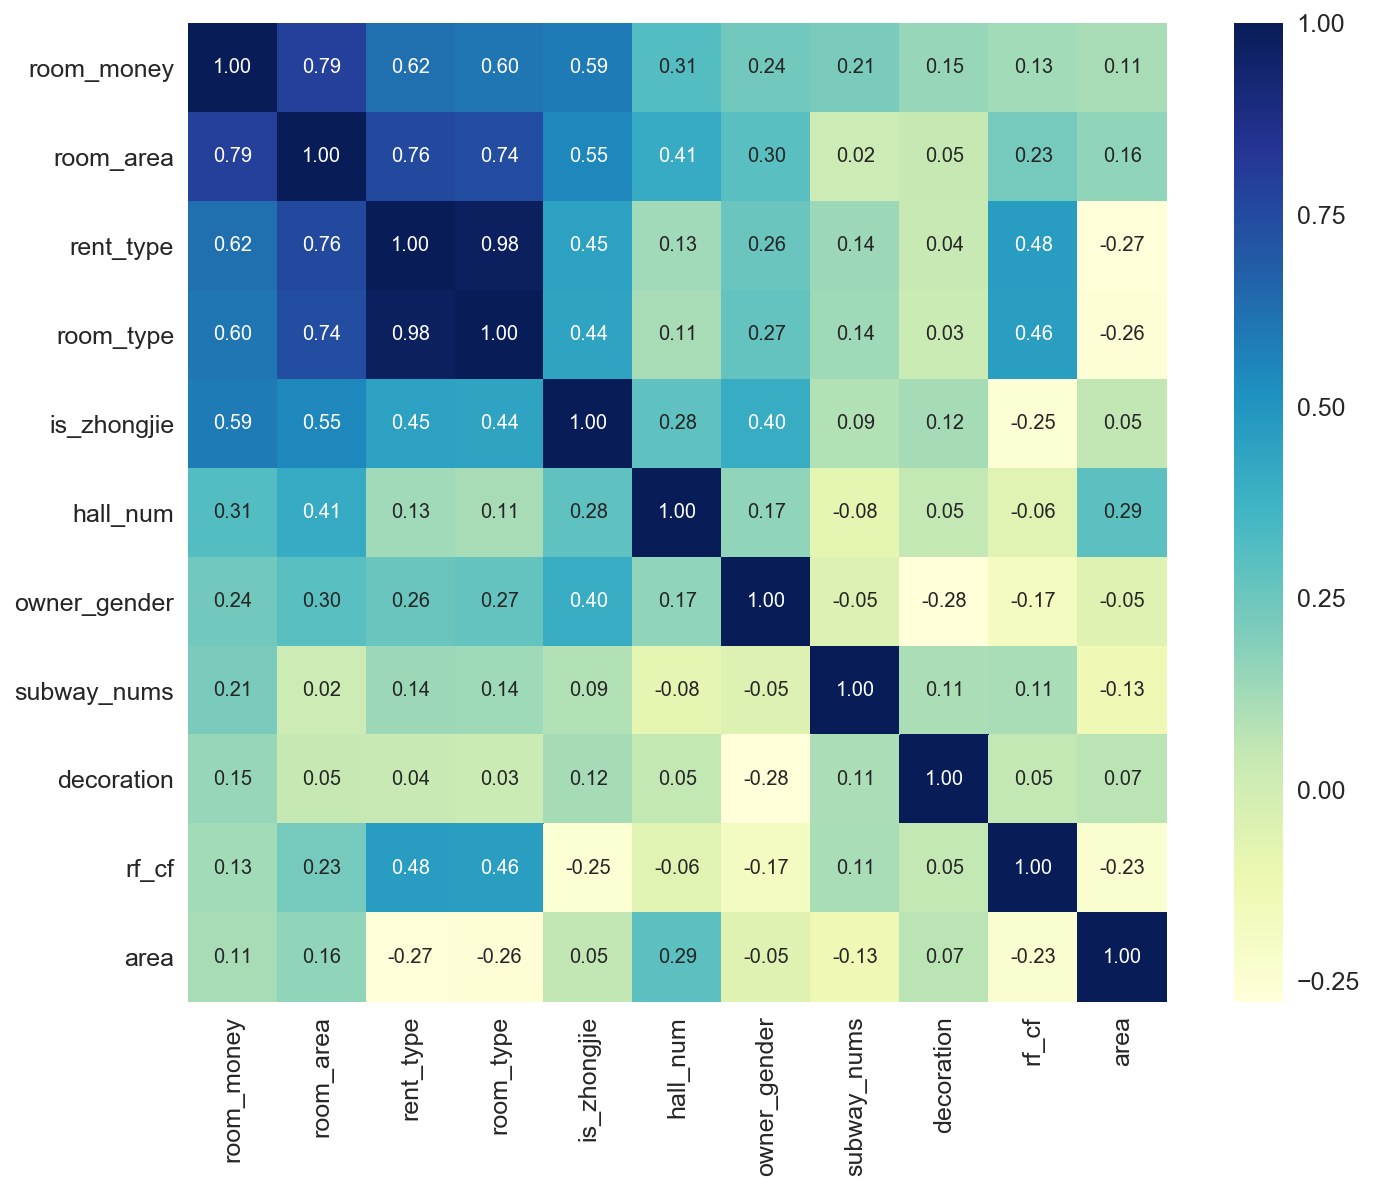 room_money 1.00 0.79 0.62 0.60 0.59 0.31 0.24 0.21 0.15 0.13 0.11
room_area 0.79 1.00 0.76 0.74 0.55 0.41 0.30 0.02 0.05 0.23 0.16
rent_type 0.62 0.76 1.00 0.98 0.45 0.13 0.26 0.14 0.04 0.48 -0.27
room_type 0.60 0.74 0.98 1.00 0.44 0.11 0.27 0.14 0.03 0.46 -0.26
is_zhongjie 0.59 0.55 0.45 0.44 1.00 0.28 0.40 0.09 0.12 -0.25 0.05
hall_num 0.31 0.41 0.13 0.11 0.28 1.00 0.17 -0.08 0.05 -0.06 0.29
owner_gender 0.24 0.30 0.26 0.27 0.40 0.17 1.00 -0.05 -0.28 -0.17 -0.05
subway_nums 0.21 0.02 0.14 0.14 0.09 -0.08 -0.05 1.00 0.11 0.11 -0.13
decoration 0.15 0.05 0.04 0.03 0.12 0.05 -0.28 0.11 1.00 0.05 0.07
rf_cf 0.13 0.23 0.48 0.46 -0.25 -0.06 -0.17 0.11 0.05 1.00 -0.23
area 0.11 0.16 -0.27 -0.26 0.05 0.29 -0.05 -0.13 0.07 -0.23 1.00
room_money
room_area
rent_type
room_type
is_zhongjie
hall_num
owner_gender
subway_nums
decoration
rf_cf
area
1.00
0.75
0.50
0.25
0.00
−0.25